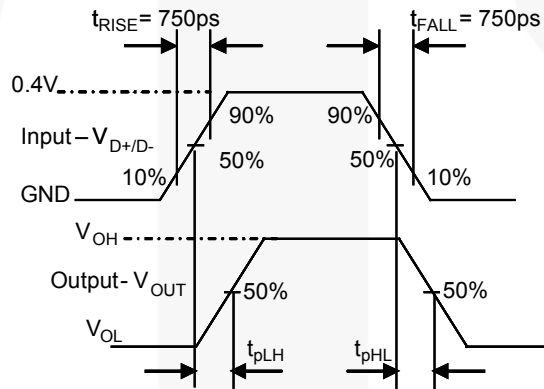 tRISE = 750ps tFALL = 750ps
0.4V
90% 90%
Input – VD+/D-
50% 50%
10% 10%
GND
VOH
Output - VOUT
50% 50%
VOL
tpLH tpHL